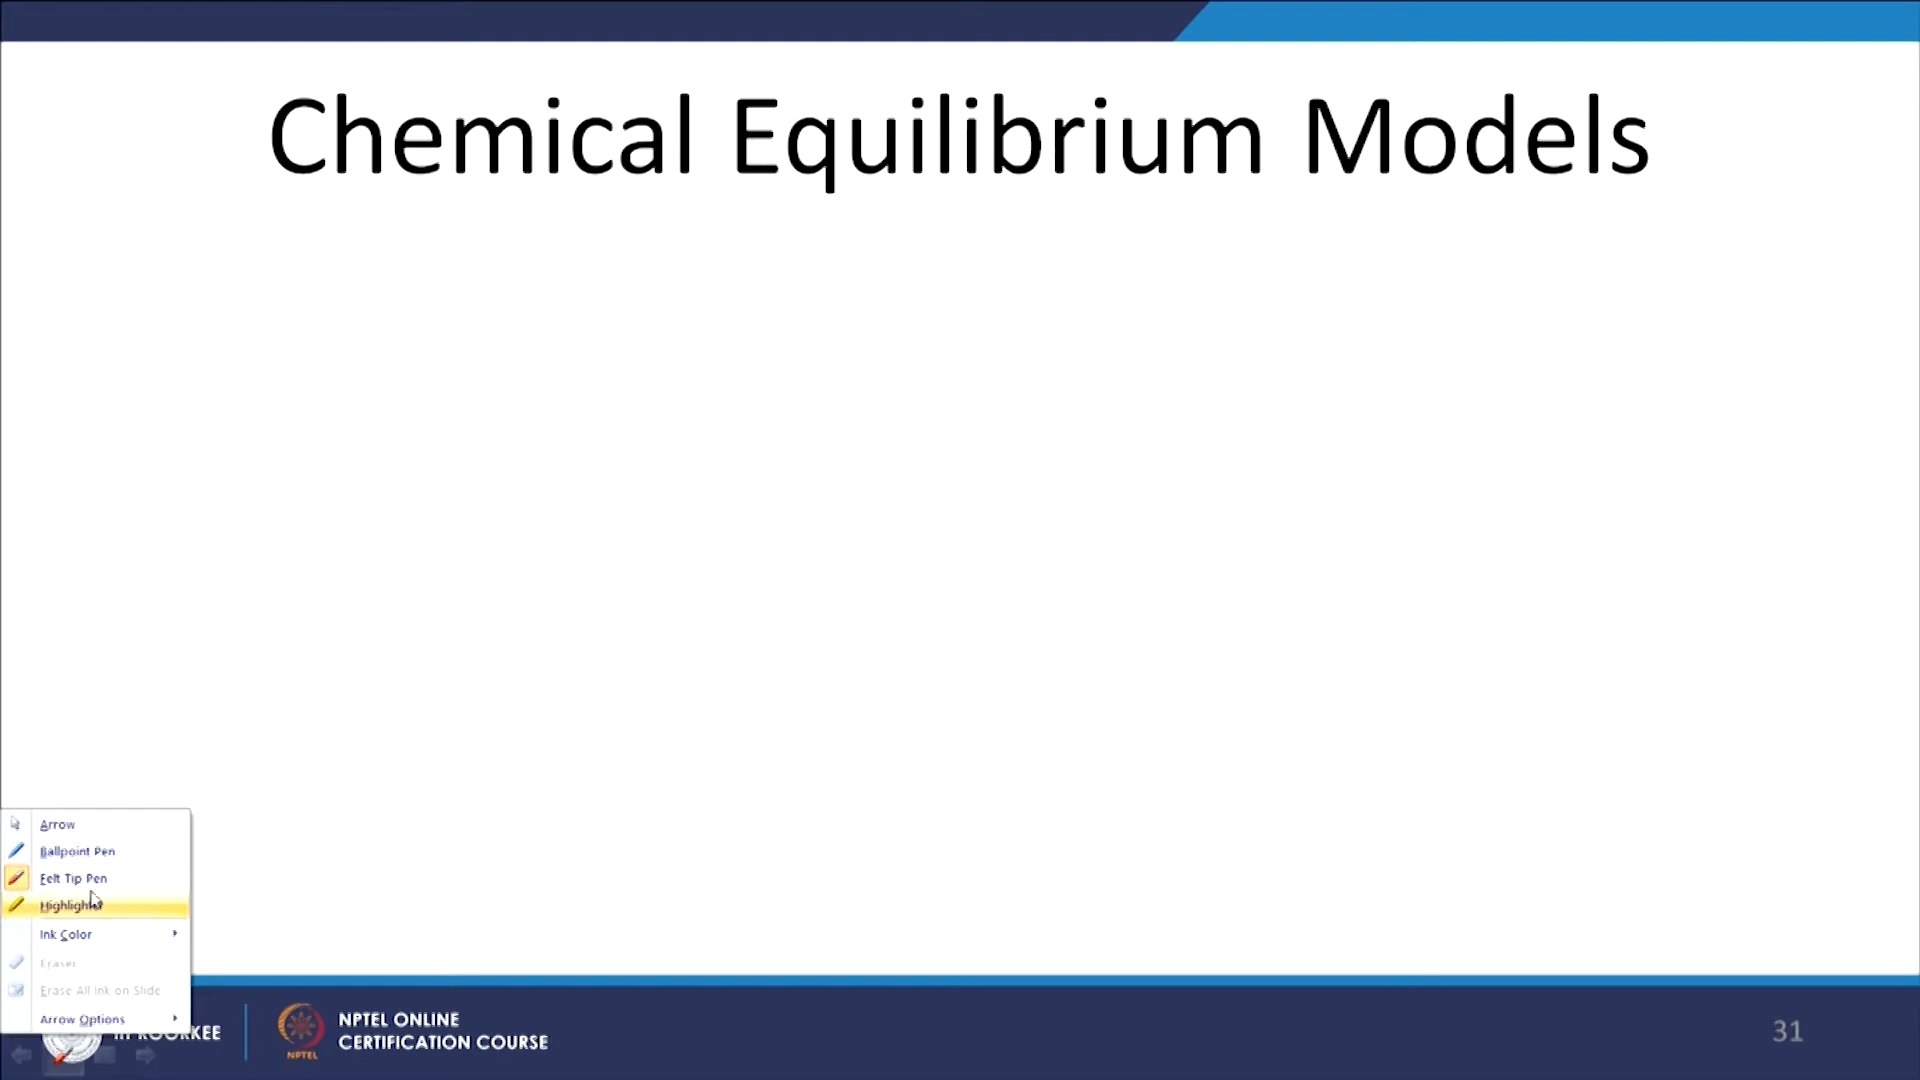 Chemical Equilibrium Models
Arrow
Ballpoint Pen
Felt Tip Pen
Highlighter
Ink Color
Eraser
Erase All Ink on Slide
Arrow Options
IIT ROORKEE
NPTEL
NPTEL ONLINE
CERTIFICATION COURSE
31